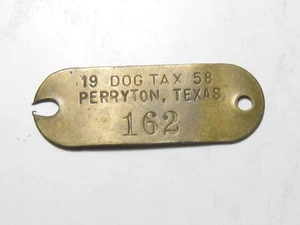 19 DOG TAX 58
PERRYTON, TEXAS
162